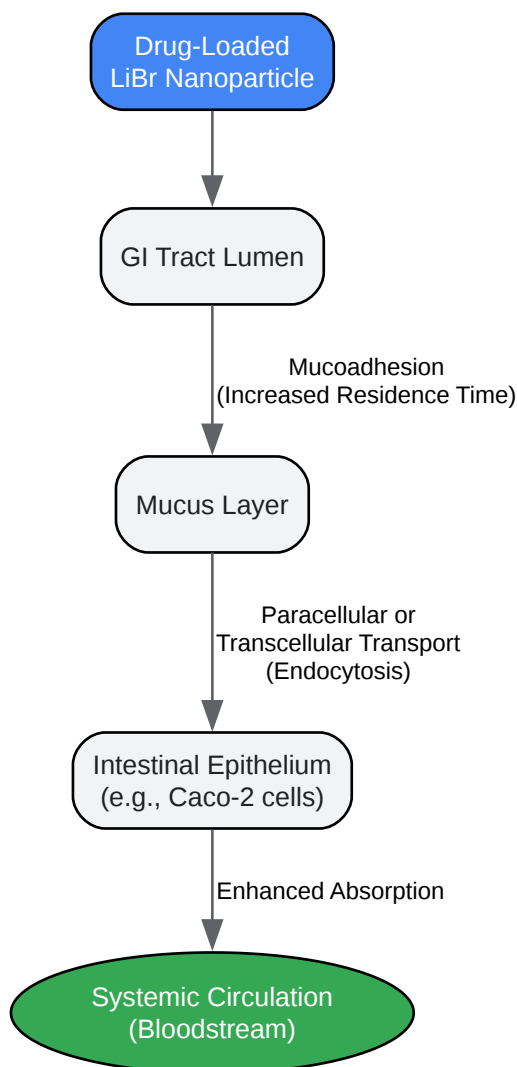 Drug-Loaded
LiBr Nanoparticle
GI Tract Lumen
Mucoadhesion
(Increased Residence Time)
Mucus Layer
Paracellular or
Transcellular Transport
(Endocytosis)
Intestinal Epithelium
(e.g., Caco-2 cells)
Enhanced Absorption
Systemic Circulation
(Bloodstream)